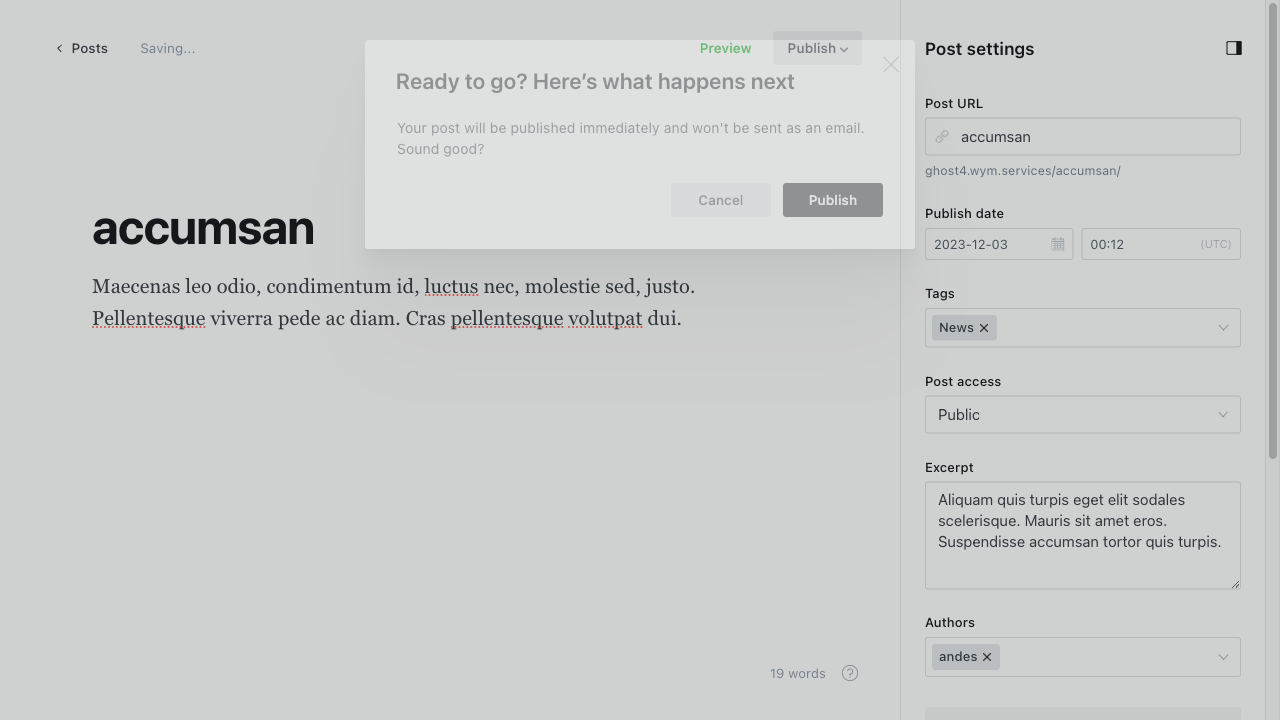 Posts
Saving...
Preview
Publish
Ready to go? Here's what happens next
Your post will be published immediately and won't be sent as an email.
Sound good?
Cancel
Publish
accumsan
Maecenas leo odio, condimentum id, luctus nec, molestie sed, justo.
Pellentesque viverra pede ac diam. Cras pellentesque volutpat dui.
19 words
?
Post settings
Post URL
accumsan
ghost4.wym.services/accumsan/
Publish date
2023-12-03
00:12
(UTC)
Tags
News
Post access
Public
Excerpt
Aliquam quis turpis eget elit sodales
scelerisque. Mauris sit amet eros.
Suspendisse accumsan tortor quis turpis.
Authors
andes